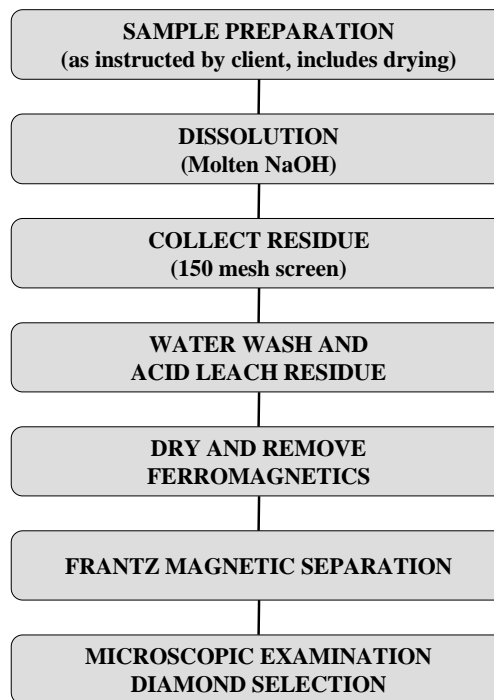 SAMPLE PREPARATION
(as instructed by client, includes drying)
DISSOLUTION
(Molten NaOH)
COLLECT RESIDUE
(150 mesh screen)
WATER WASH AND
ACID LEACH RESIDUE
DRY AND REMOVE
FERROMAGNETICS
FRANTZ MAGNETIC SEPARATION
MICROSCOPIC EXAMINATION
DIAMOND SELECTION